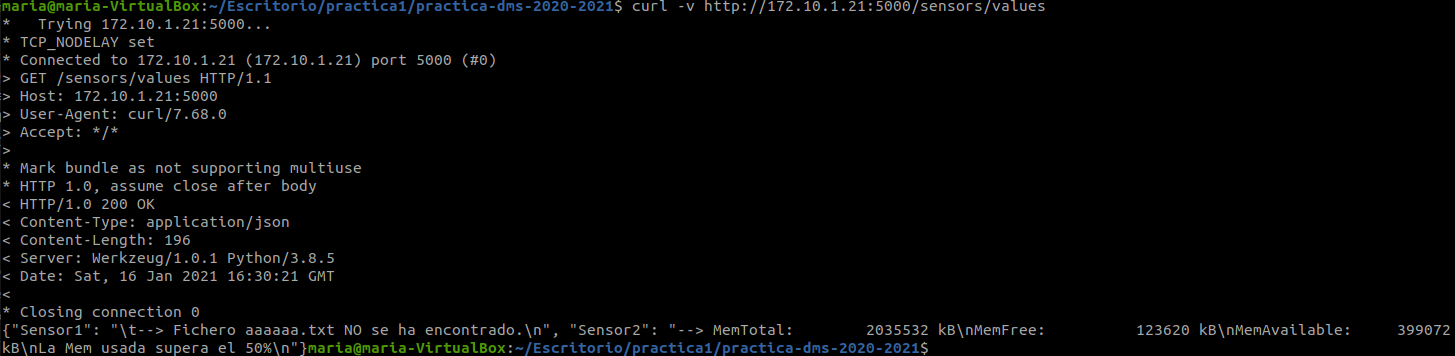 maria@maria-VirtualBox:~/Escritorio/practica1/practica-dms-2020-2021$ curl -v http://172.10.1.21:5000/sensors/values
*   Trying 172.10.1.21:5000...
* TCP_NODELAY set
* Connected to 172.10.1.21 (172.10.1.21) port 5000 (#0)
> GET /sensors/values HTTP/1.1
> Host: 172.10.1.21:5000
> User-Agent: curl/7.68.0
> Accept: */*
>
* Mark bundle as not supporting multiuse
* HTTP 1.0, assume close after body
< HTTP/1.0 200 OK
< Content-Type: application/json
< Content-Length: 196
< Server: Werkzeug/1.0.1 Python/3.8.5
< Date: Sat, 16 Jan 2021 16:30:21 GMT
<
* Closing connection 0
{"Sensor1": "\t--> Fichero aaaaaa.txt NO se ha encontrado.\n", "Sensor2": "--> MemTotal:        2035532 kB\nMemFree:          123620 kB\nMemAvailable:     399072
kB\nLa Mem usada supera el 50%\n"}maria@maria-VirtualBox:~/Escritorio/practica1/practica-dms-2020-2021$